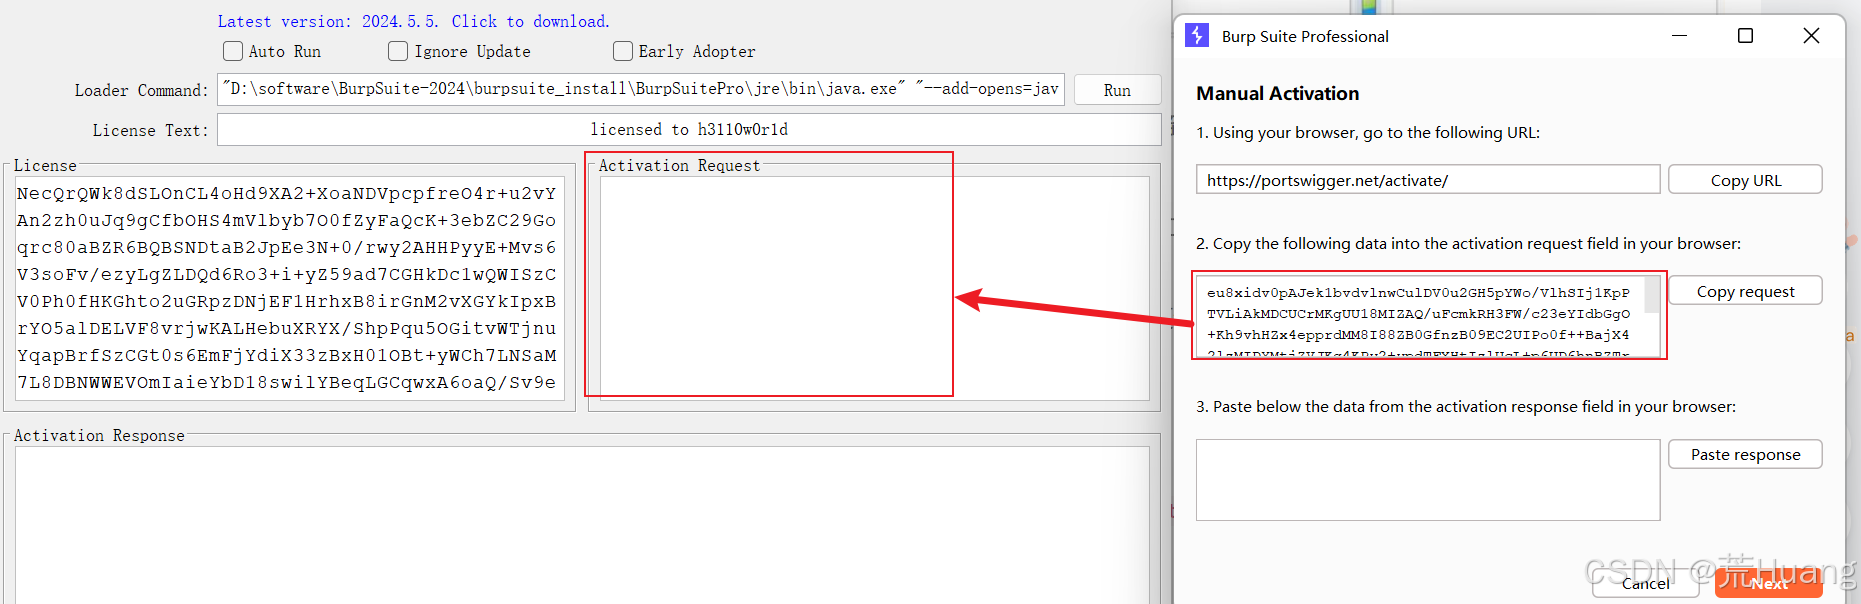 Latest version: 2024.5.5. Click to download.
Auto Run
Ignore Update
Early Adopter
Loader Command:
"D:\software\BurpSuite-2024\burpsuite_install\BurpSuitePro\jre\bin\java.exe" "--add-opens=jav
Run
License Text:
licensed to h3110w0r1d
License
NecQrQWk8dSLOnCL4oHd9XA2+XoaNDVpcpfreO4r+u2vY
An2zh0uJq9gCfbOHS4mVlbyb7O0fZyFaQcK+3ebZC29Go
qrc80aBZR6BQBSNDtaB2JpEe3N+0/rwy2AHHPyyE+Mvs6
V3soFv/ezyLgZLDQd6Ro3+i+yZ59ad7CGHkDc1wQWISzC
V0Ph0fHKGhto2uGRpzDNjEF1HrhxB8irGnM2vXGYkIpxB
rYO5alDELVF8vrjwKALHebuXRYX/ShpPqu5OGitvWTjnu
YqapBrfSzCGt0s6EmFjYdiX33zBxH01OBt+yWCh7LNSaM
7L8DBNWWEVOmIaieYbD18swilYBeqLGCqwxA6oaQ/Sv9e
Activation Request
Activation Response
Burp Suite Professional
Manual Activation
1. Using your browser, go to the following URL:
https://portswigger.net/activate/
Copy URL
2. Copy the following data into the activation request field in your browser:
eu8xidv0pAJek1bvdvlnwCulDV0u2GH5pYWo/VlhSIj1KpP
TVLiAkMDCUCrMKgUU18MIZAQ/uFcmkRH3FW/c23eYIdbGgO
+Kh9vhHZx4epprdMM8I88ZB0GfnzB09EC2UIPo0f++BajX4
Copy request
3. Paste below the data from the activation response field in your browser:
Paste response
Cancel
Next
CSDN @荒Huang